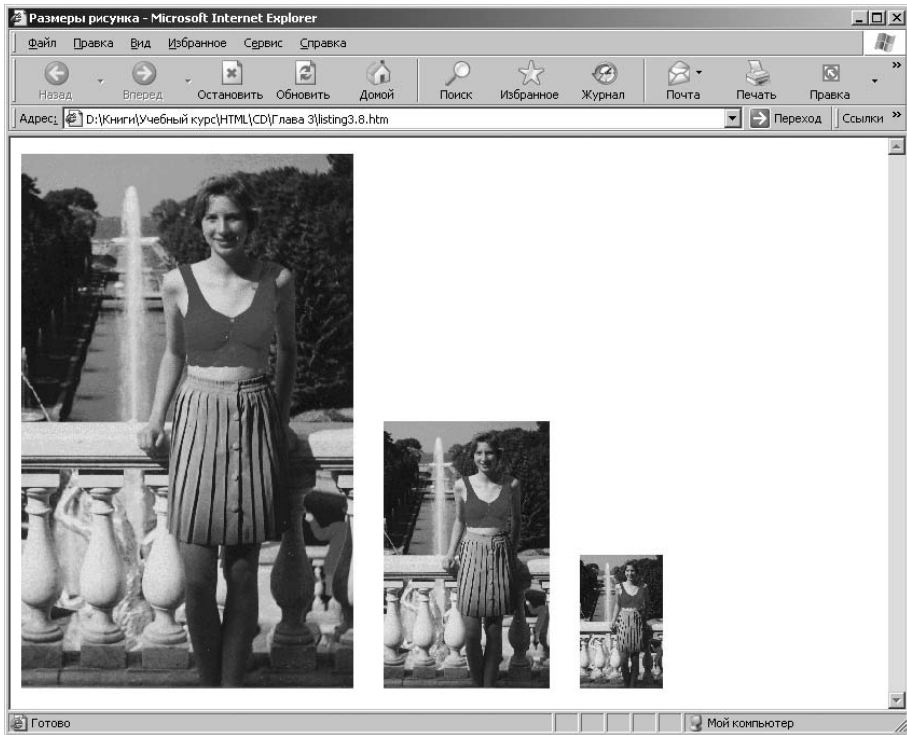 Размеры рисунка - Microsoft Internet Explorer
Файл Правка Вид Избранное Сервис Справка
Назад Вперед Остановить Обновить Домой Поиск Избранное Журнал Почта Печать Правка »
Адрес: D:\Книги\Учебный курс\HTML\CD\Глава 3\listing3.8.htm Переход Ссылки »
Готово Мой компьютер